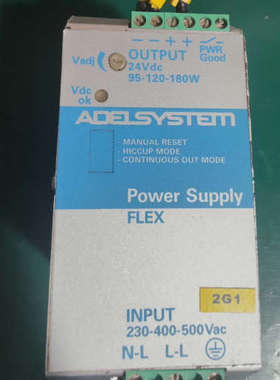 - - + +
Vadj OUTPUT PWR
24Vdc Good
95-120-180W
Vdc
ok
ADELSYSTEM
- MANUAL RESET
- HICCUP MODE
- CONTINUOUS OUT MODE
Power Supply
FLEX
2G1
INPUT
230-400-500Vac
N-L L-L